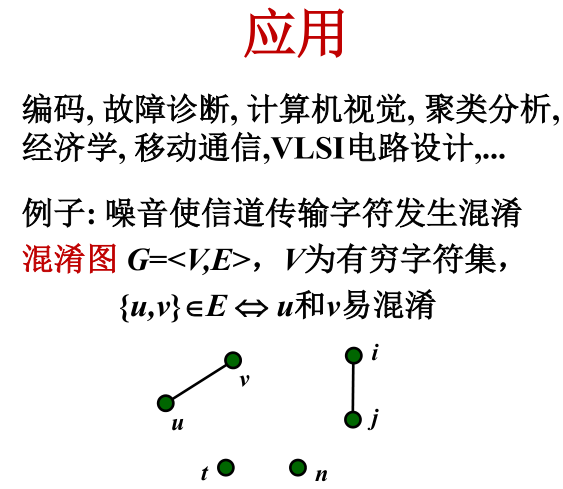 应用
编码, 故障诊断, 计算机视觉, 聚类分析,
经济学, 移动通信,VLSI电路设计,...
例子: 噪音使信道传输字符发生混淆
混淆图 G=<V,E>，V为有穷字符集，
{u,v}∈E ⇔ u和v易混淆
v
i
u
j
t
n